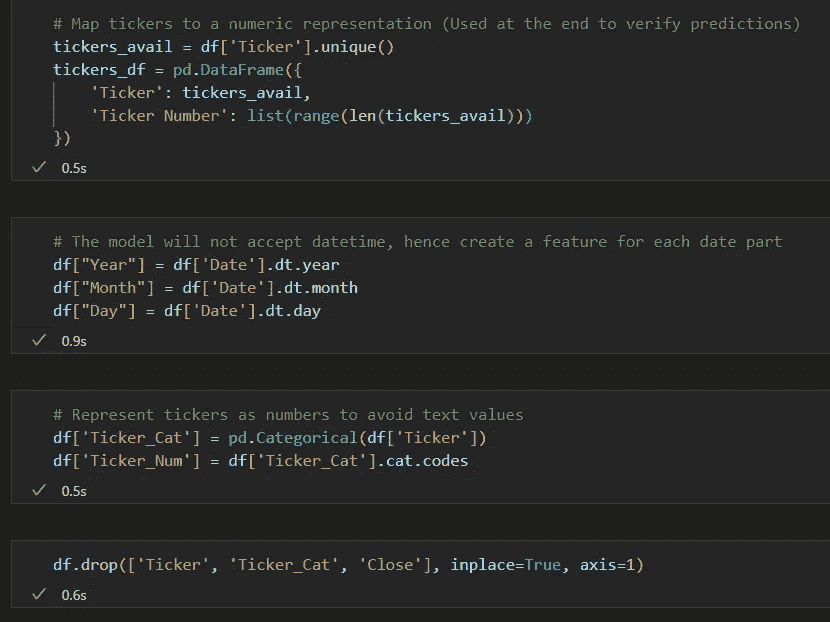 # Map tickers to a numeric representation (Used at the end to verify predictions)
tickers_avail = df['Ticker'].unique()
tickers_df = pd.DataFrame({
    'Ticker': tickers_avail,
    'Ticker Number': list(range(len(tickers_avail)))
})
✓ 0.5s
# The model will not accept datetime, hence create a feature for each date part
df["Year"] = df['Date'].dt.year
df["Month"] = df['Date'].dt.month
df["Day"] = df['Date'].dt.day
✓ 0.9s
# Represent tickers as numbers to avoid text values
df['Ticker_Cat'] = pd.Categorical(df['Ticker'])
df['Ticker_Num'] = df['Ticker_Cat'].cat.codes
✓ 0.5s
df.drop(['Ticker', 'Ticker_Cat', 'Close'], inplace=True, axis=1)
✓ 0.6s